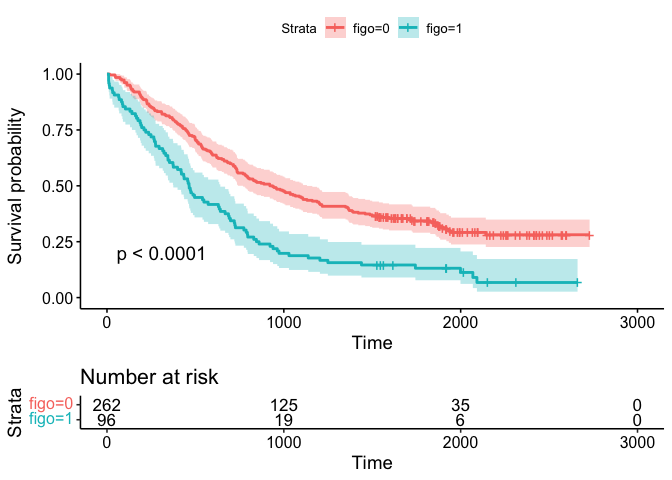 Strata figo=0 figo=1
1.00
0.75
0.50
0.25
0.00
Survival probability
p < 0.0001
0 1000 2000 3000
Time
Number at risk
Strata
figo=0 262 125 35 0
figo=1 96 19 6 0
0 1000 2000 3000
Time